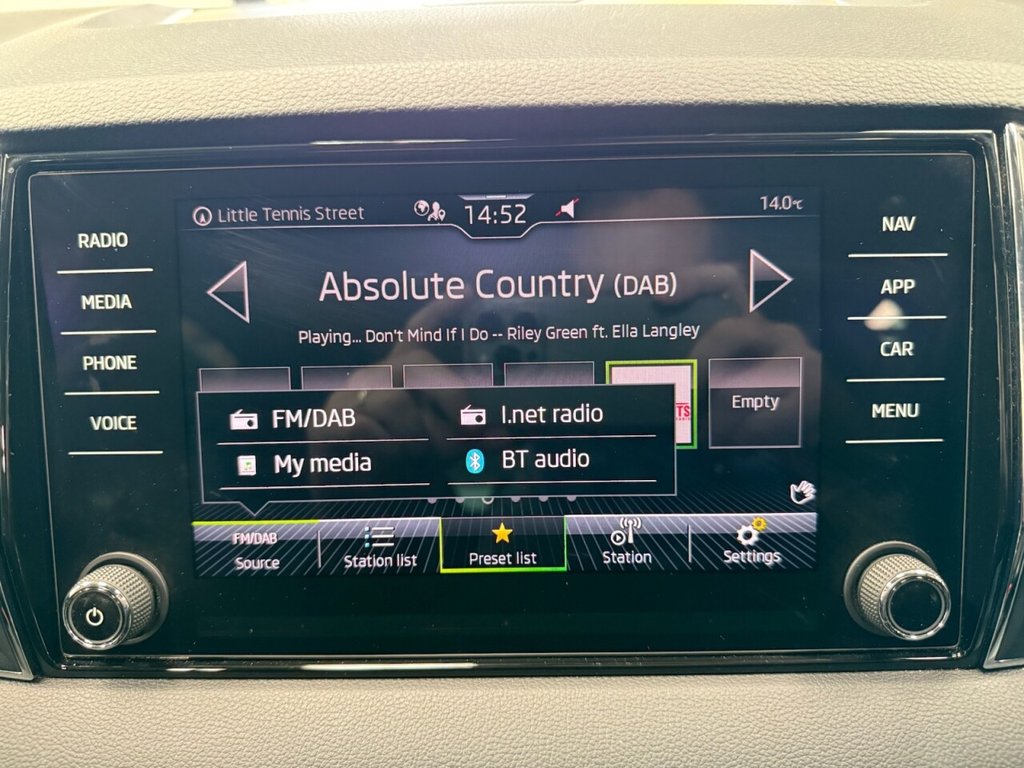 Little Tennis Street
14:52
14.0°C
Absolute Country (DAB)
Playing... Don't Mind If I Do -- Riley Green ft. Ella Langley
Empty
FM/DAB
I.net radio
My media
BT audio
FM/DAB
Source
Station list
Preset list
Station
Settings
RADIO
MEDIA
PHONE
VOICE
NAV
APP
CAR
MENU